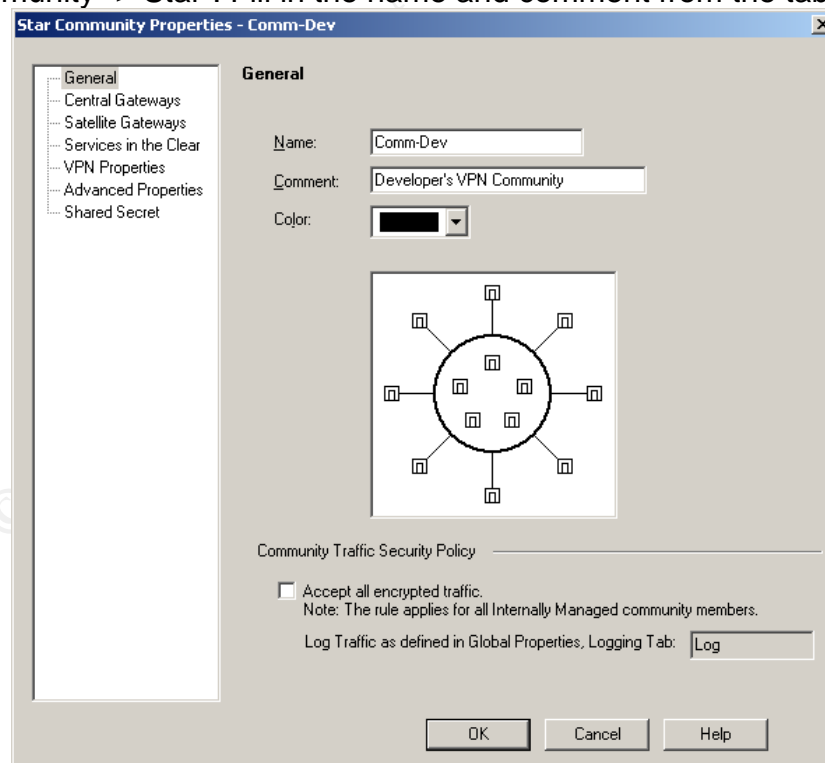 Star Community Properties - Comm-Dev
General
Central Gateways
Satellite Gateways
Services in the Clear
VPN Properties
Advanced Properties
Shared Secret
General
Name: Comm-Dev
Comment: Developer's VPN Community
Color:
Community Traffic Security Policy
Accept all encrypted traffic.
Note: The rule applies for all Internally Managed community members.
Log Traffic as defined in Global Properties, Logging Tab: Log
OK Cancel Help